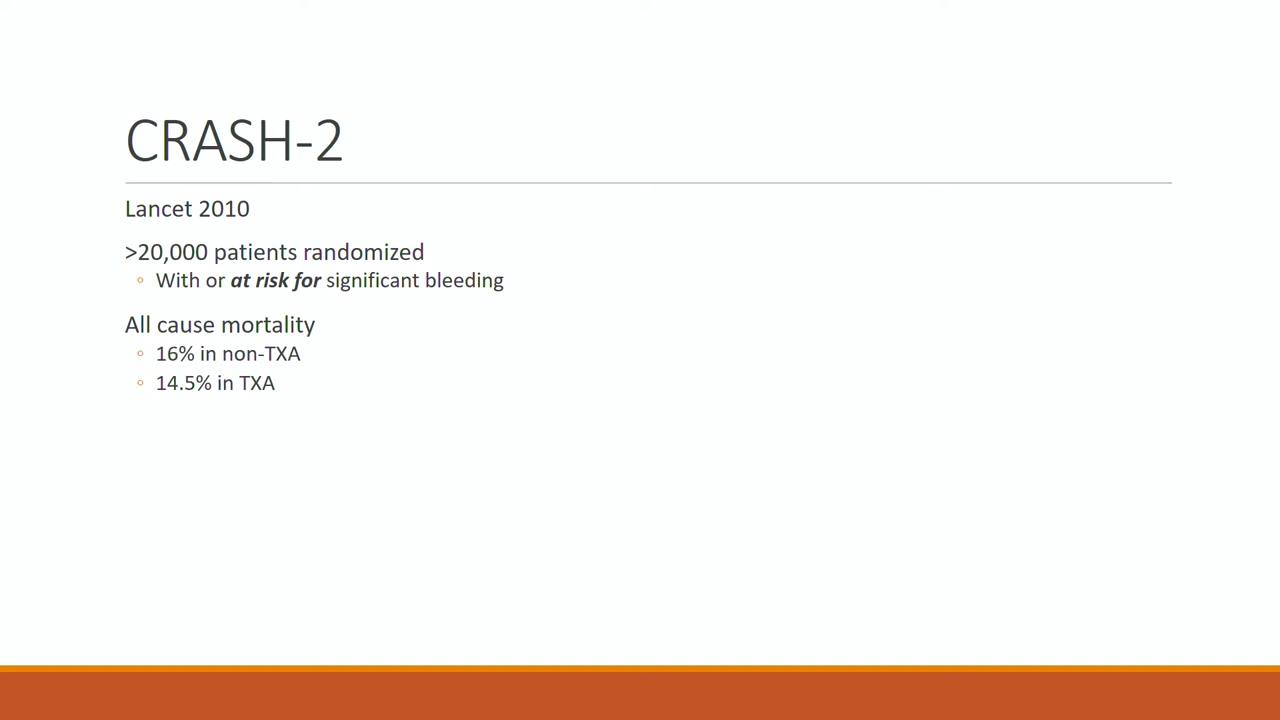 CRASH-2
Lancet 2010
>20,000 patients randomized
◦ With or at risk for significant bleeding
All cause mortality
◦ 16% in non-TXA
◦ 14.5% in TXA